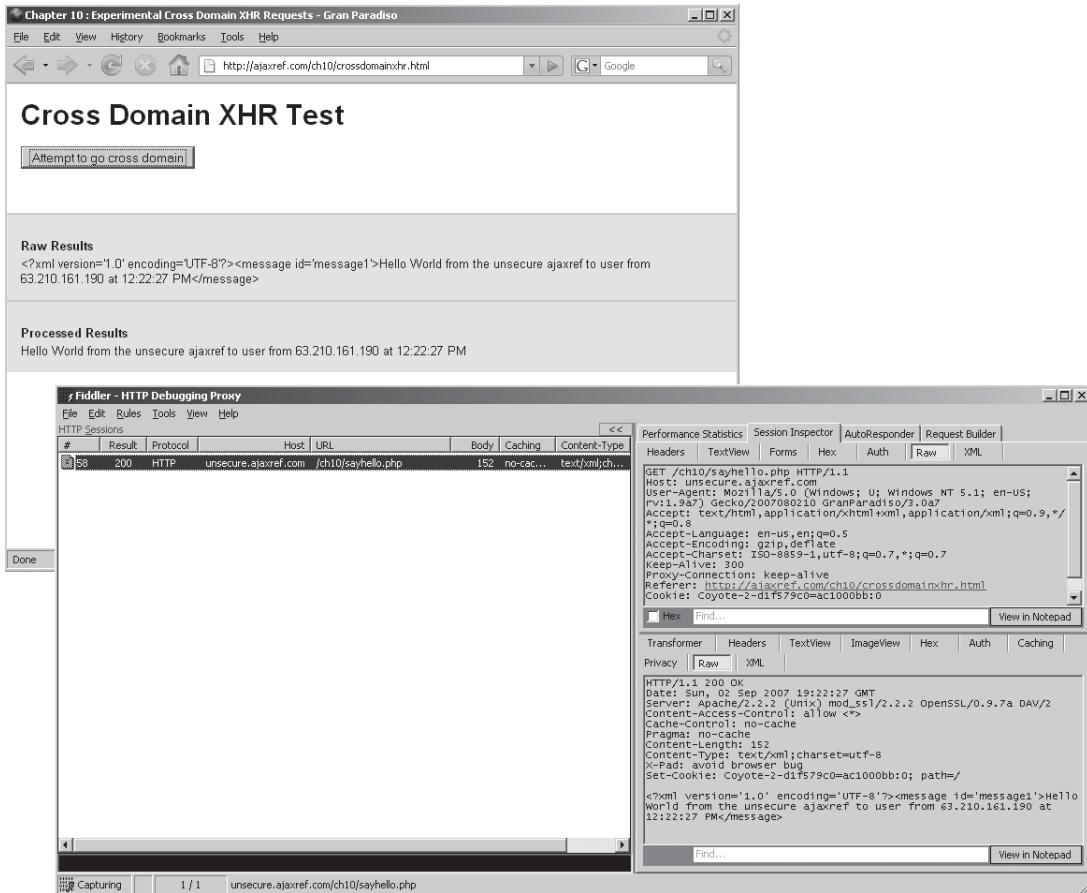 Chapter 10 : Experimental Cross Domain XHR Requests - Gran Paradiso
File Edit View History Bookmarks Tools Help
http://ajaxref.com/ch10/crossdomainxhr.html
G Google
Cross Domain XHR Test
Attempt to go cross domain
Raw Results
<?xml version='1.0' encoding='UTF-8'?><message id='message1'>Hello World from the unsecure ajaxref to user from
63.210.161.190 at 12:22:27 PM</message>
Processed Results
Hello World from the unsecure ajaxref to user from 63.210.161.190 at 12:22:27 PM
Done
Fiddler - HTTP Debugging Proxy
File Edit Rules Tools View Help
HTTP Sessions <<
# Result Protocol Host URL Body Caching Content-Type
58 200 HTTP unsecure.ajaxref.com /ch10/sayhello.php 152 no-cac... text/xml;ch...
Performance Statistics Session Inspector AutoResponder Request Builder
Headers TextView Forms Hex Auth Raw XML
GET /ch10/sayhello.php HTTP/1.1
Host: unsecure.ajaxref.com
User-Agent: Mozilla/5.0 (Windows; U; Windows NT 5.1; en-US;
rv:1.9a7) Gecko/2007080210 GranParadiso/3.0a7
Accept: text/html,application/xhtml+xml,application/xml;q=0.9,*/
*;q=0.8
Accept-Language: en-us,en;q=0.5
Accept-Encoding: gzip,deflate
Accept-Charset: ISO-8859-1,utf-8;q=0.7,*;q=0.7
Keep-Alive: 300
Proxy-Connection: keep-alive
Referer: http://ajaxref.com/ch10/crossdomainxhr.html
Cookie: Coyote-2-d1f579c0=ac1000bb:0
Hex Find... View in Notepad
Transformer Headers TextView ImageView Hex Auth Caching
Privacy Raw XML
HTTP/1.1 200 OK
Date: Sun, 02 Sep 2007 19:22:27 GMT
Server: Apache/2.2.2 (Unix) mod_ssl/2.2.2 OpenSSL/0.9.7a DAV/2
Content-Access-Control: allow <*>
Cache-Control: no-cache
Pragma: no-cache
Content-Length: 152
Content-Type: text/xml;charset=utf-8
X-Pad: avoid browser bug
Set-Cookie: Coyote-2-d1f579c0=ac1000bb:0; path=/
<?xml version='1.0' encoding='UTF-8'?><message id='message1'>Hello
World from the unsecure ajaxref to user from 63.210.161.190 at
12:22:27 PM</message>
Find... View in Notepad
Capturing 1 / 1 unsecure.ajaxref.com/ch10/sayhello.php